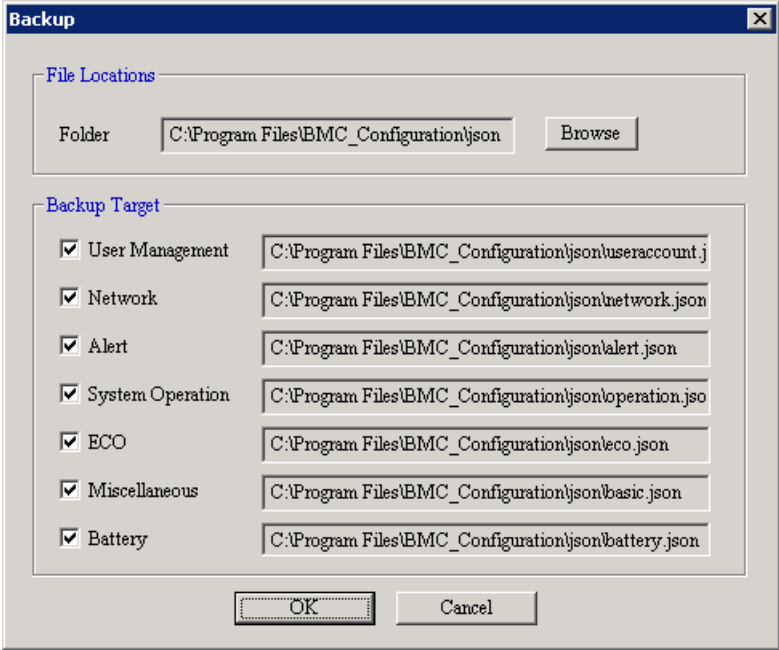 Backup
File Locations
Folder C:\Program Files\BMC_Configuration\json Browse
Backup Target
User Management C:\Program Files\BMC_Configuration\json\useraccount.j
Network C:\Program Files\BMC_Configuration\json\network.json
Alert C:\Program Files\BMC_Configuration\json\alert.json
System Operation C:\Program Files\BMC_Configuration\json\operation.jso
ECO C:\Program Files\BMC_Configuration\json\eco.json
Miscellaneous C:\Program Files\BMC_Configuration\json\basic.json
Battery C:\Program Files\BMC_Configuration\json\battery.json
OK Cancel